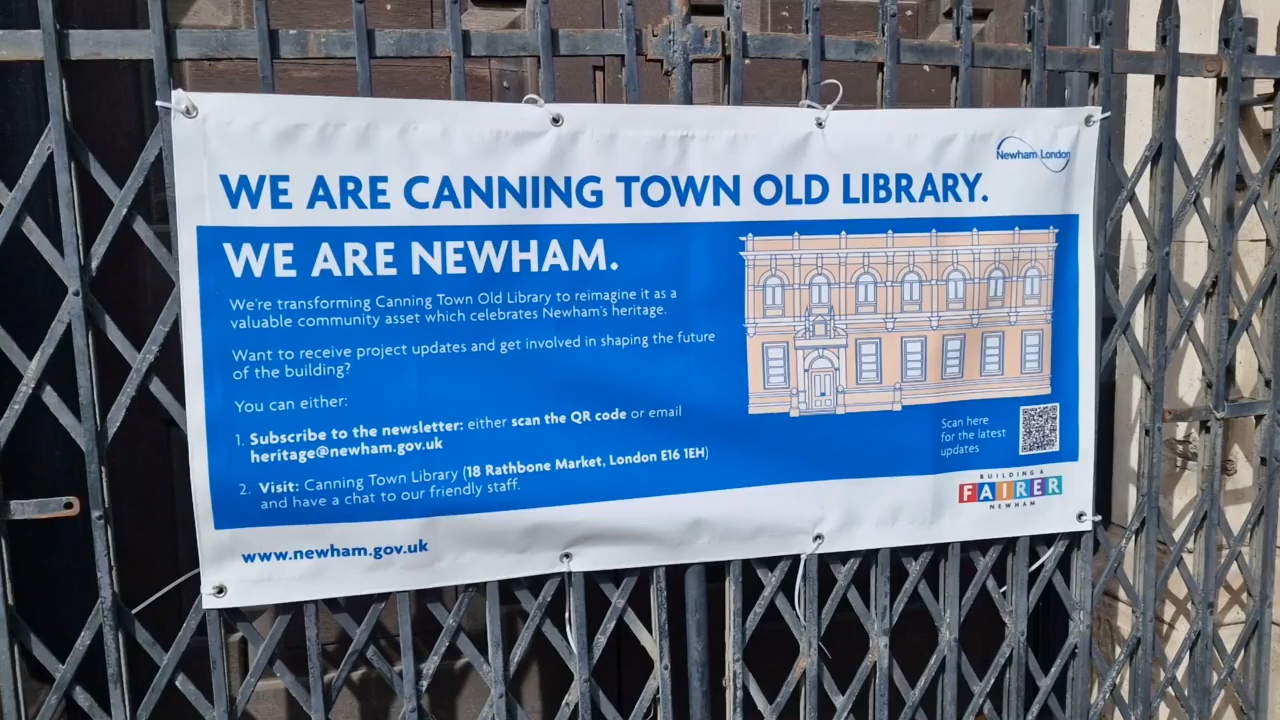 Newham London
WE ARE CANNING TOWN OLD LIBRARY.
WE ARE NEWHAM.
We're transforming Canning Town Old Library to reimagine it as a
valuable community asset which celebrates Newham's heritage.
Want to receive project updates and get involved in shaping the future
of the building?
You can either:
1. Subscribe to the newsletter: either scan the QR code or email
heritage@newham.gov.uk
2. Visit: Canning Town Library (18 Rathbone Market, London E16 1EH)
and have a chat to our friendly staff.
Scan here
for the latest
updates
BUILDING A
FAIRER
NEWHAM
www.newham.gov.uk